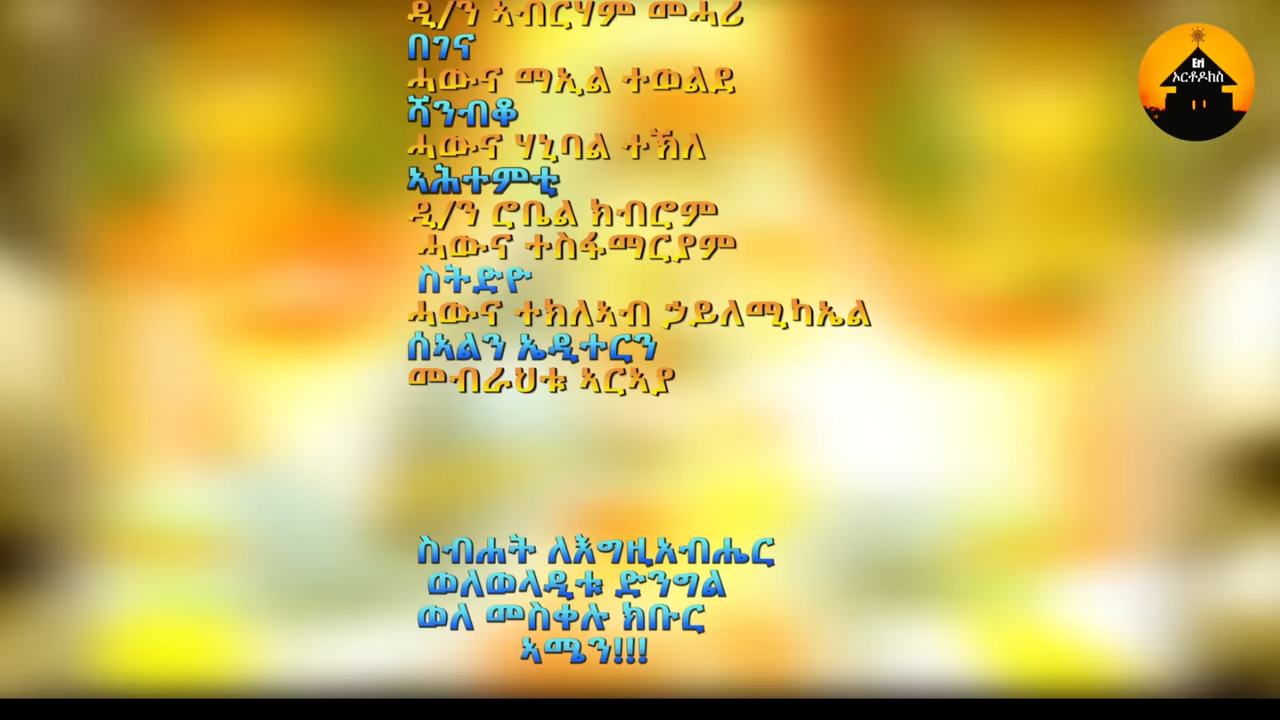 ዲ/ን ኣብርሃም መሓሪ
በገና
ሓውና ማኢል ተወልደ
ሻንብቆ
ሓውና ሃኒባል ተኽለ
ኣሕተምቲ
ዲ/ን ሮቤል ክብሮም
ሓውና ተስፋማርያም
ስትድዮ
ሓውና ተክለኣብ ኃይለሚካኤል
ሰኣልን ኤዲተርን
መብራህቱ ኣርኣያ
ስብሐት ለእግዚአብሔር
ወለወላዲቱ ድንግል
ወለ መስቀሉ ክቡር
ኣሜን!!!
Eri
ኦርቶዶክስ